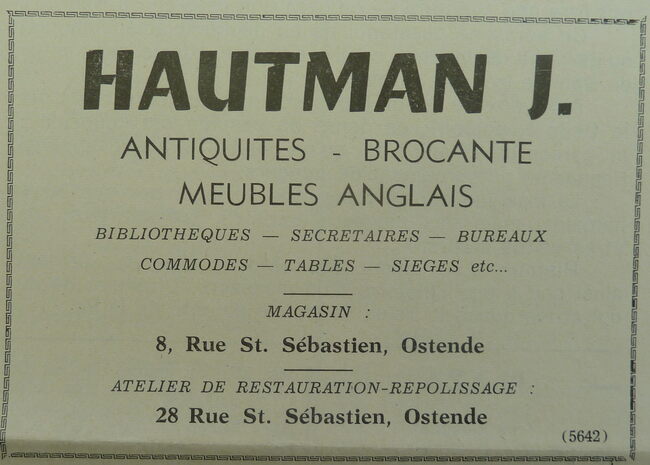 HAUTMAN J.
ANTIQUITES - BROCANTE
MEUBLES ANGLAIS
BIBLIOTHEQUES — SECRETAIRES — BUREAUX
COMMODES — TABLES — SIEGES etc...
MAGASIN :
8, Rue St. Sébastien, Ostende
ATELIER DE RESTAURATION-REPOLISSAGE :
28 Rue St. Sébastien, Ostende
(5642)